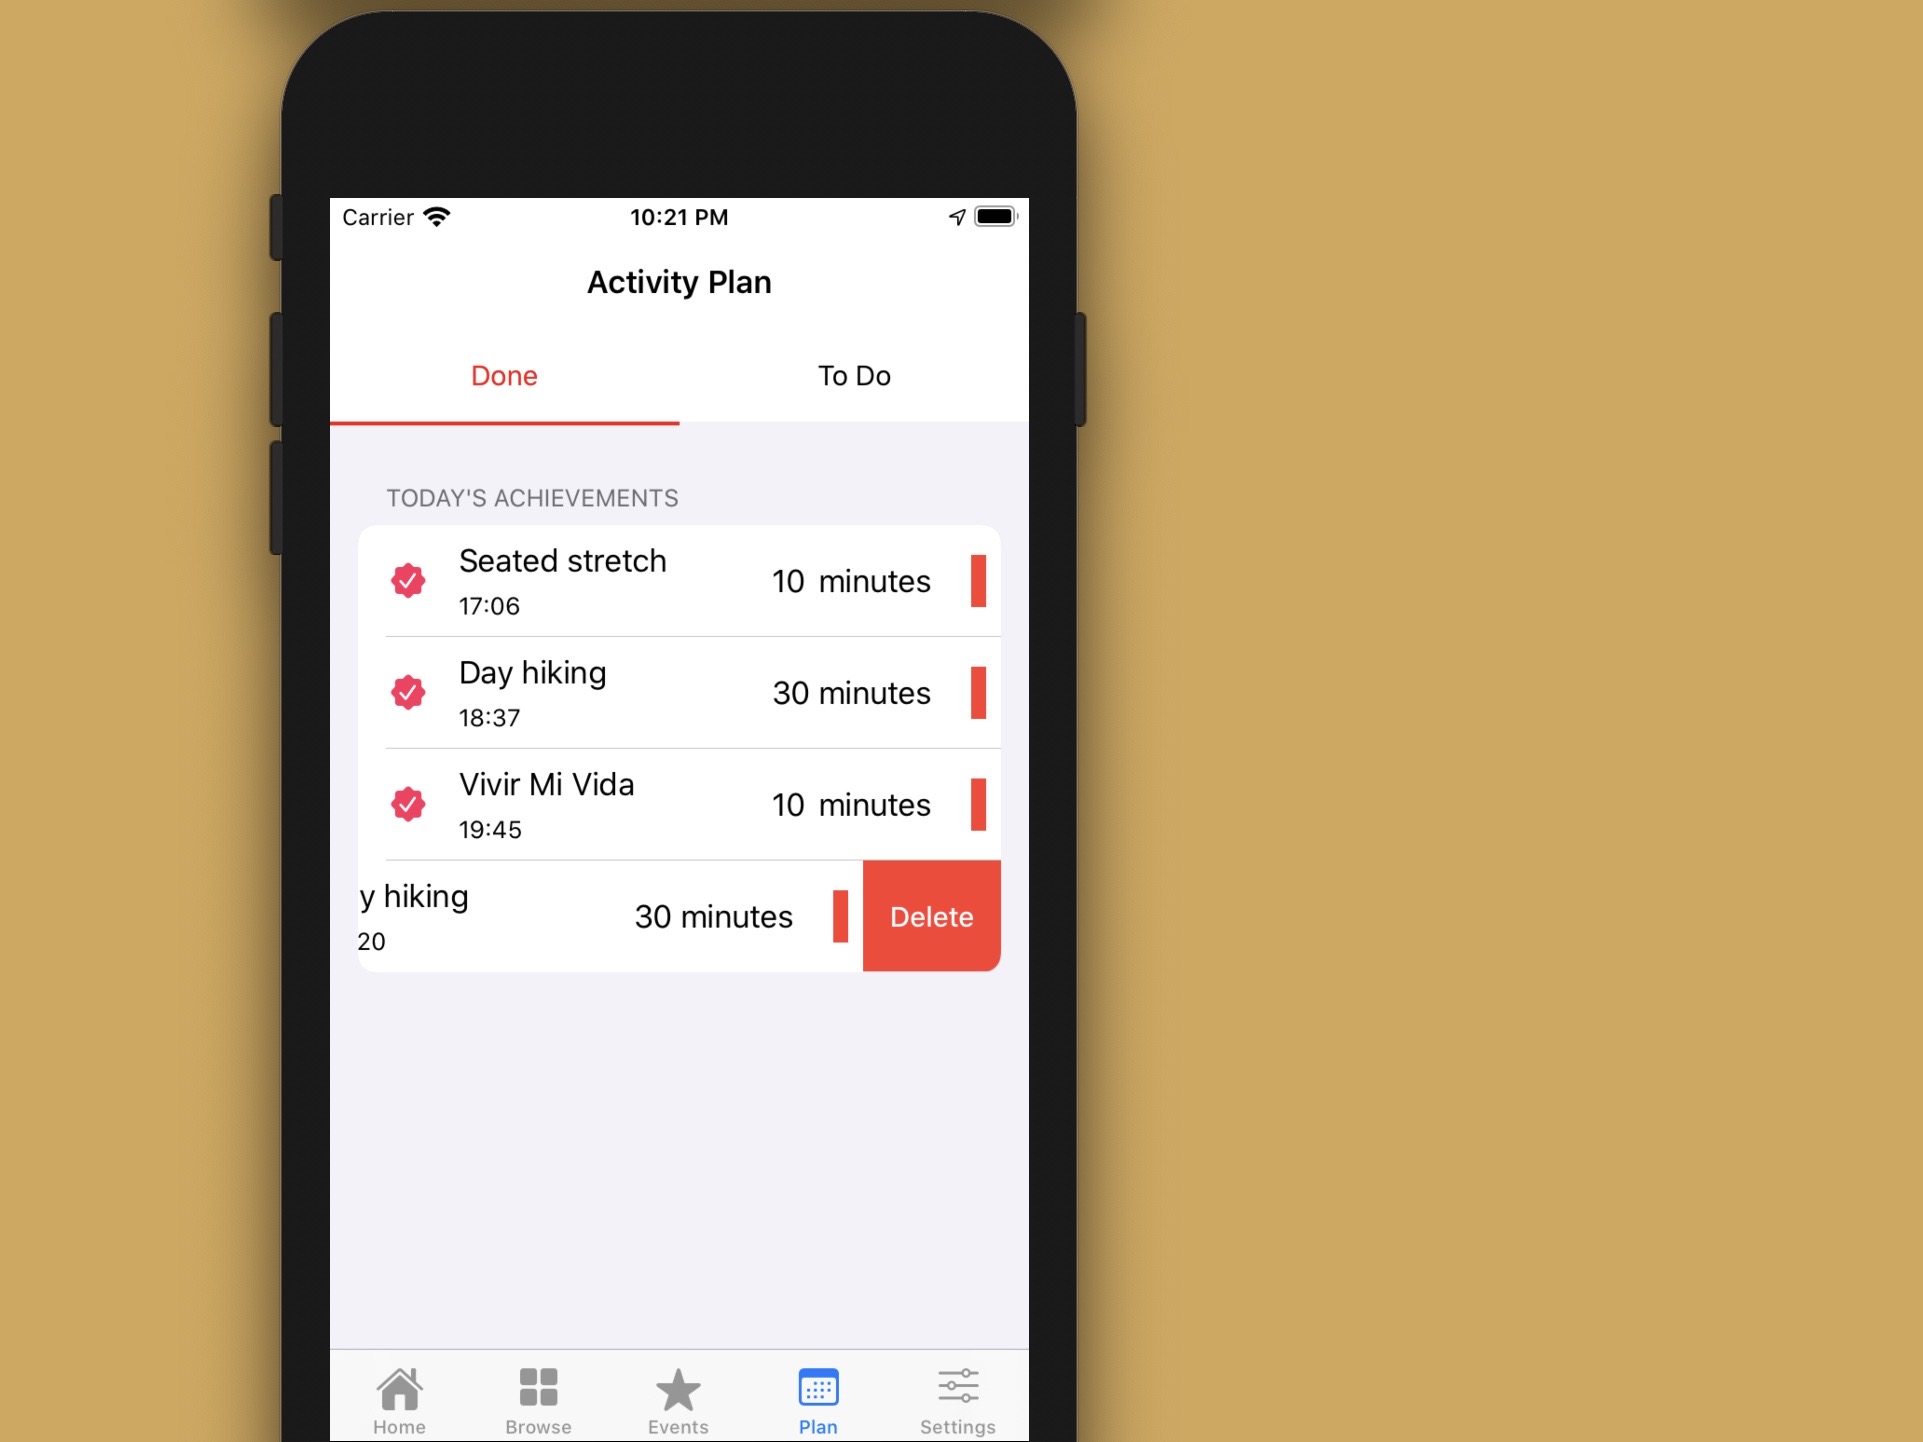 Carrier 10:21 PM
Activity Plan
Done To Do
TODAY'S ACHIEVEMENTS
Seated stretch 10 minutes
17:06
Day hiking 30 minutes
18:37
Vivir Mi Vida 10 minutes
19:45
y hiking 30 minutes Delete
20
Home Browse Events Plan Settings